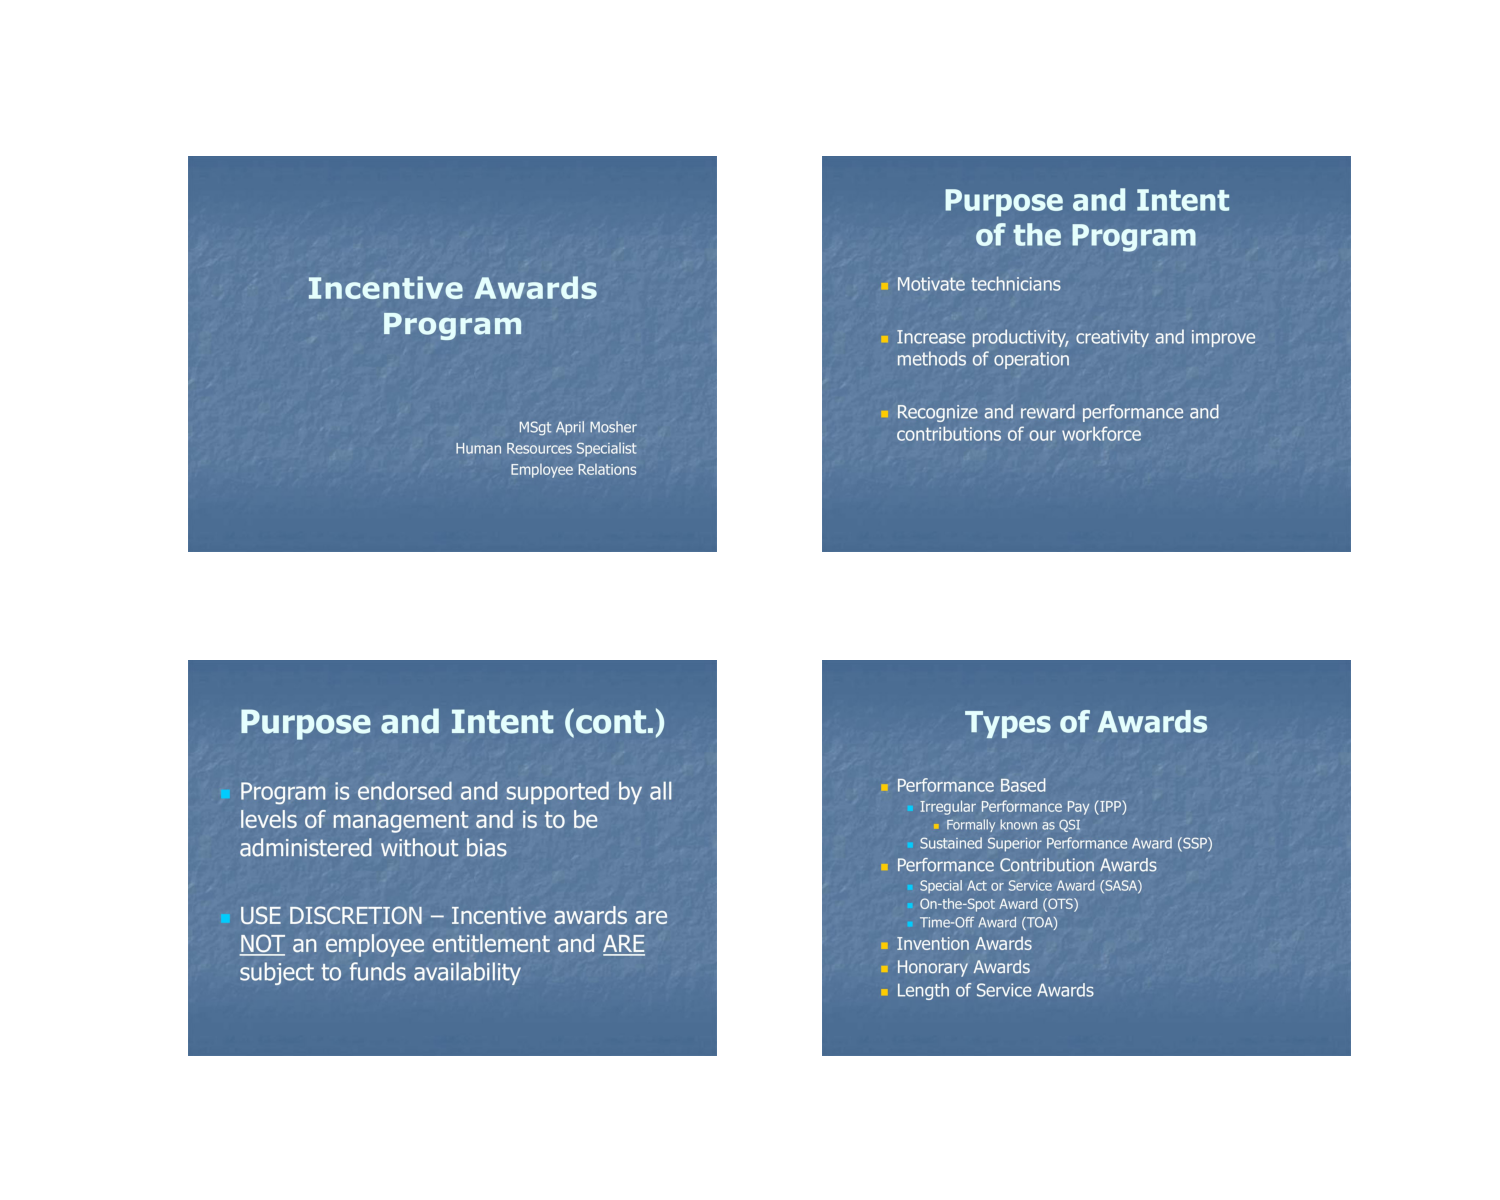 Incentive Awards
Program
MSgt April Mosher
Human Resources Specialist
Employee Relations
Purpose and Intent
of the Program
Motivate technicians
Increase productivity, creativity and improve
methods of operation
Recognize and reward performance and
contributions of our workforce
Purpose and Intent (cont.)
Program is endorsed and supported by all
levels of management and is to be
administered without bias
USE DISCRETION – Incentive awards are
NOT an employee entitlement and ARE
subject to funds availability
Types of Awards
Performance Based
Irregular Performance Pay (IPP)
Formally known as QSI
Sustained Superior Performance Award (SSP)
Performance Contribution Awards
Special Act or Service Award (SASA)
On-the-Spot Award (OTS)
Time-Off Award (TOA)
Invention Awards
Honorary Awards
Length of Service Awards